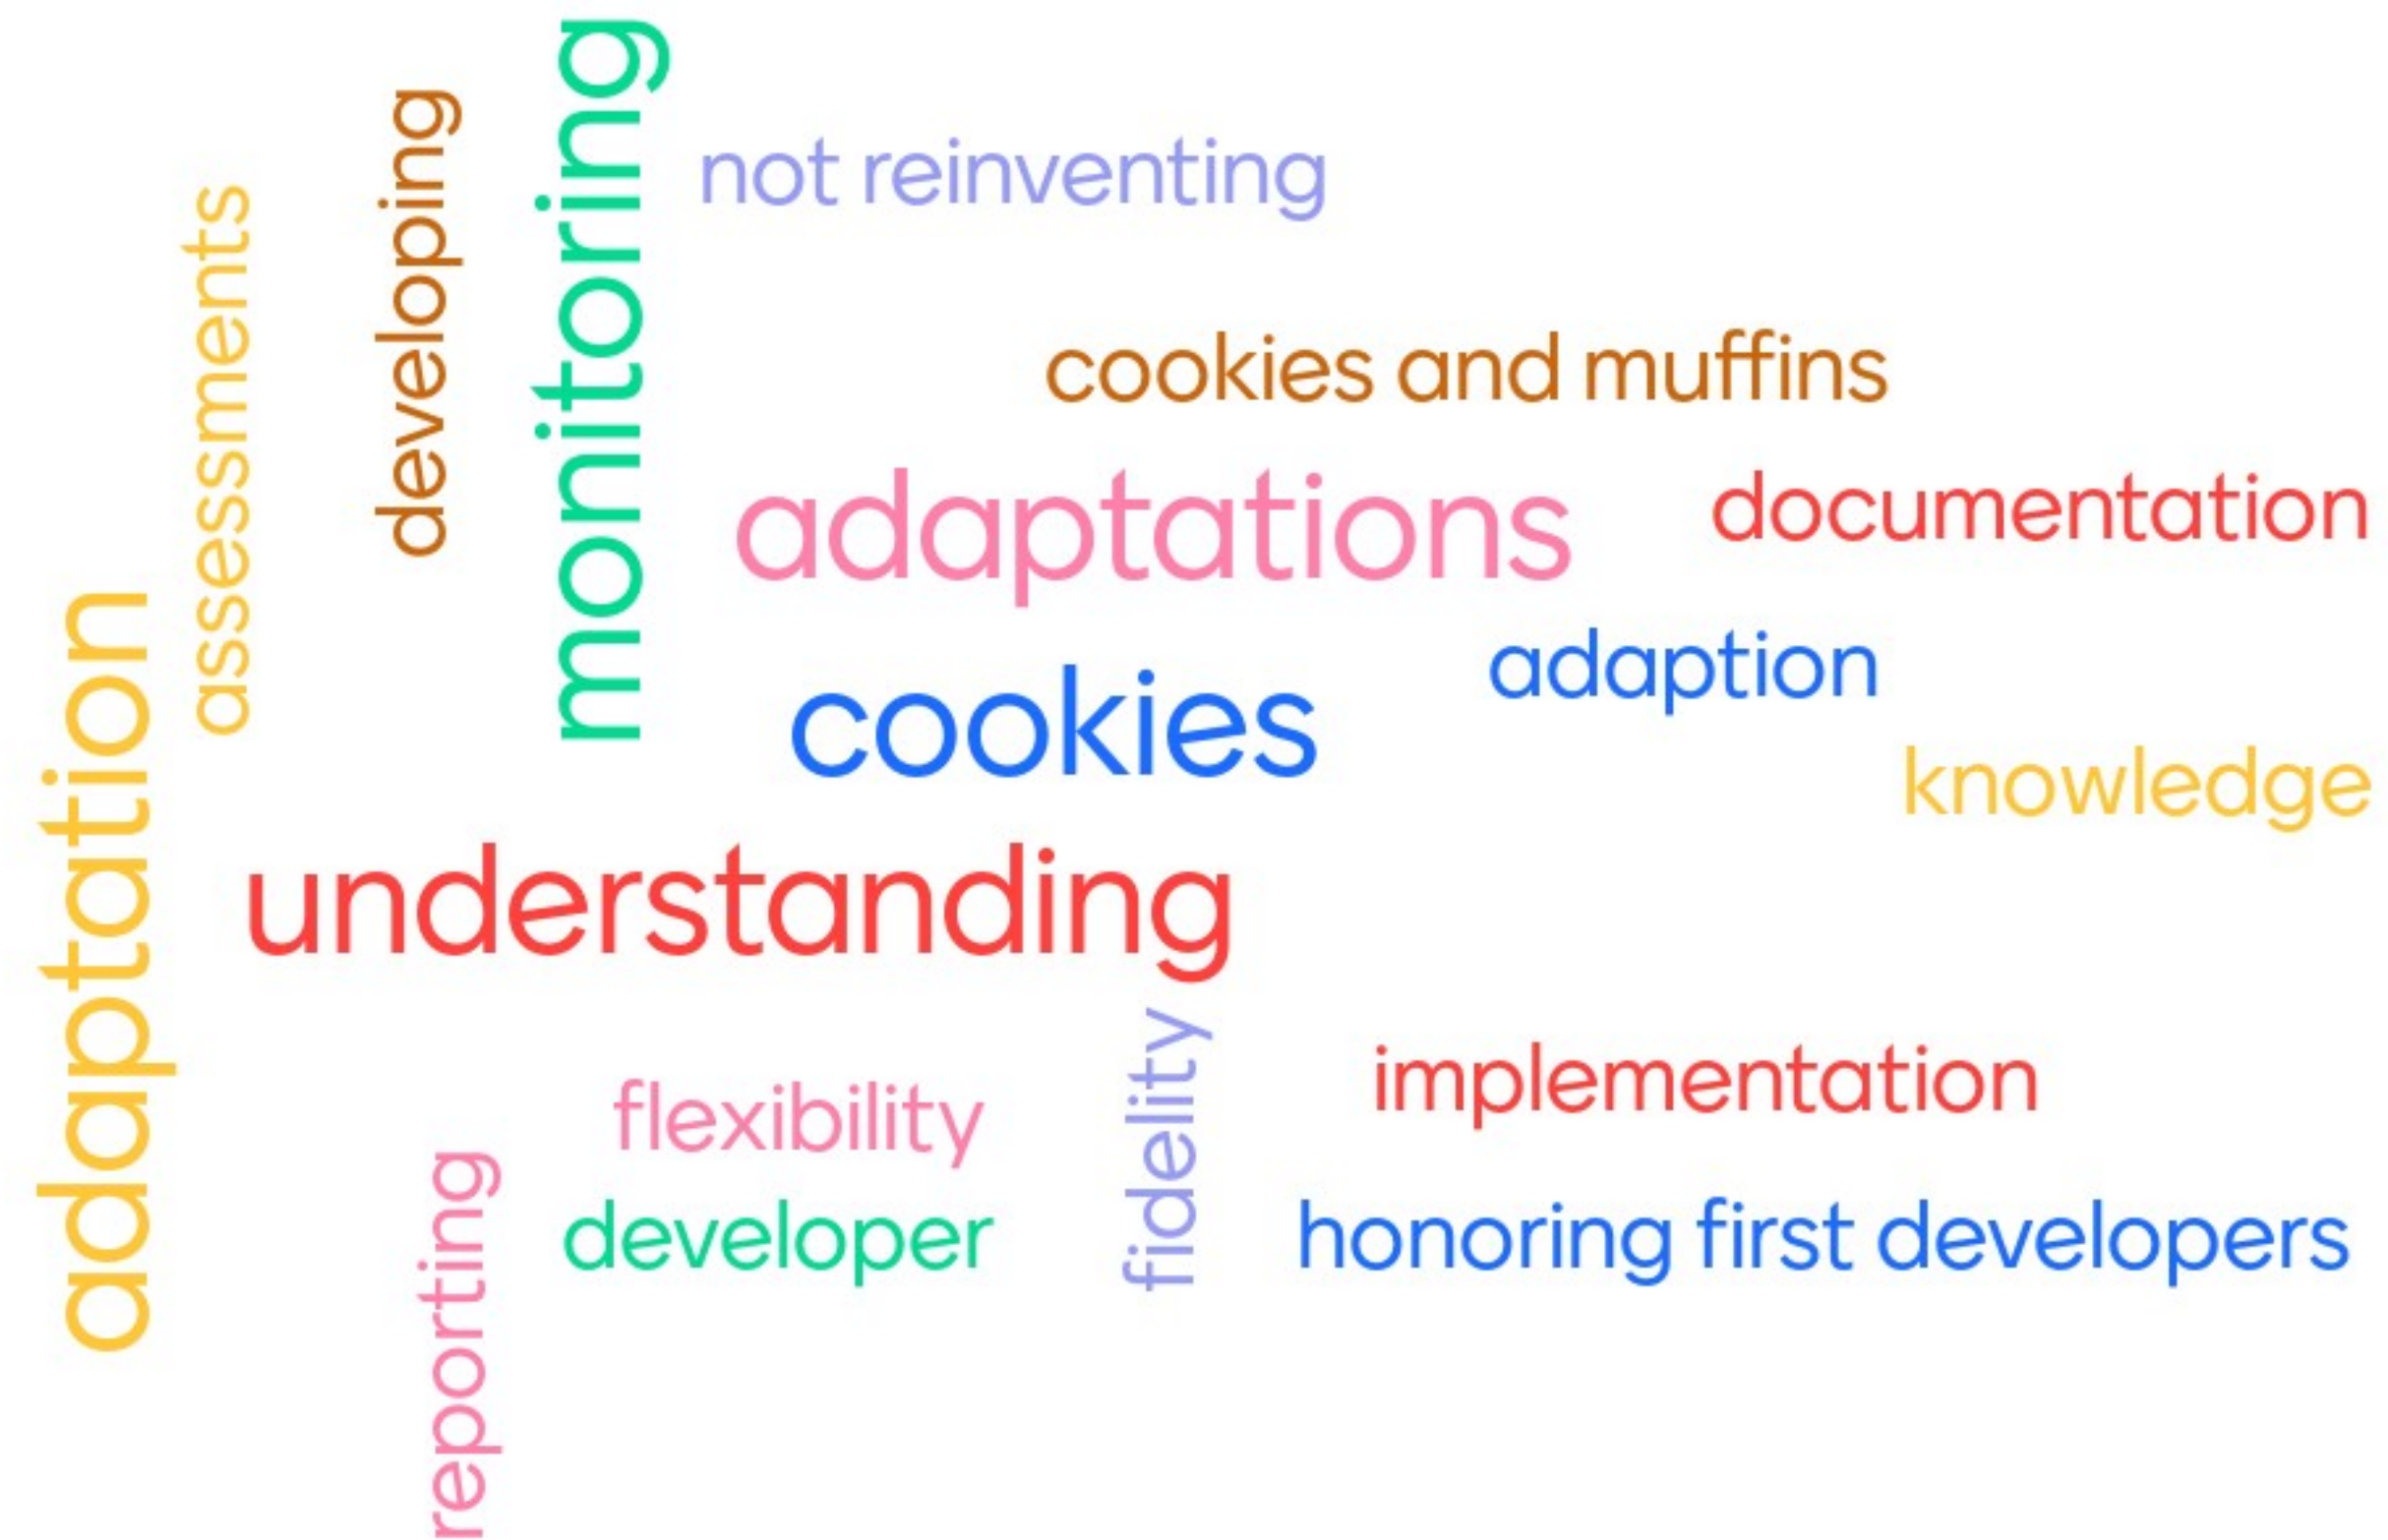 monitoring
developing
not reinventing
assessments
cookies and muffins
adaptations
documentation
adaptation
adaption
cookies
knowledge
understanding
fidelity
implementation
flexibility
reporting
developer
honoring first developers